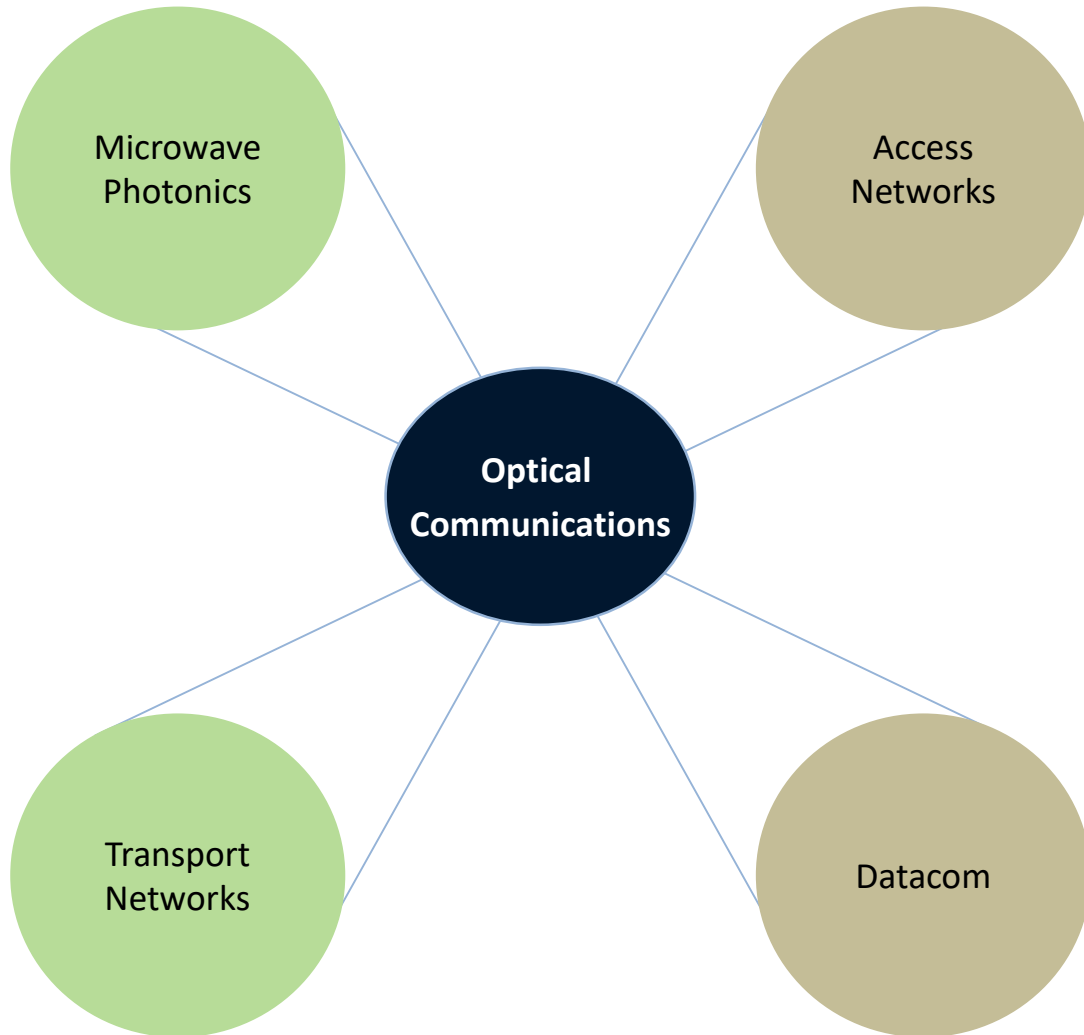 Microwave
Photonics
Access
Networks
Optical
Communications
Transport
Networks
Datacom